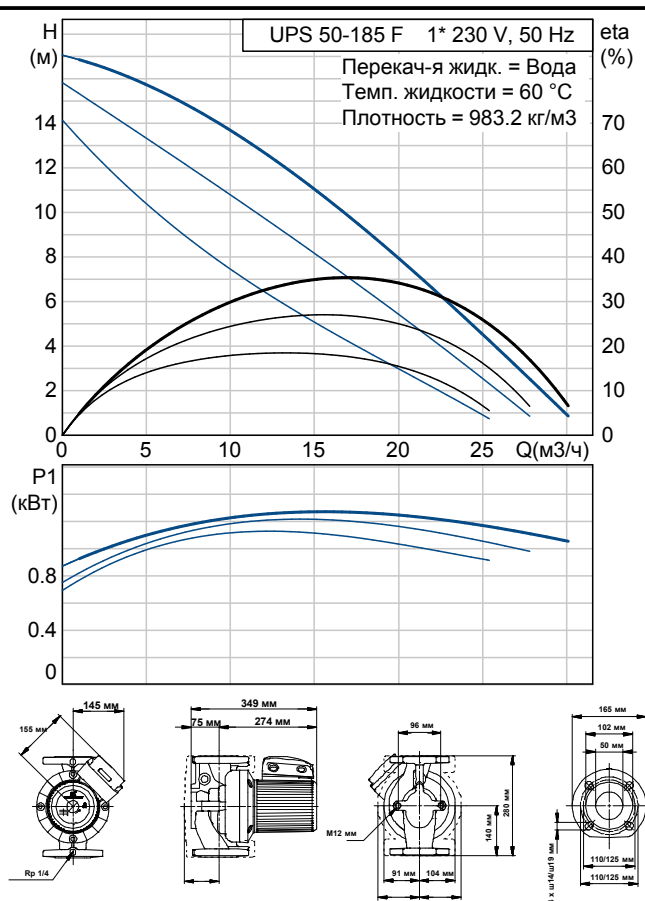 H
(м)
UPS 50-185 F 1* 230 V, 50 Hz
eta
(%)
Перекач-я жидк. = Вода
Темп. жидкости = 60 °C
Плотность = 983.2 кг/м3
14
70
12
60
10
50
8
40
6
30
4
20
2
10
0
0
0
5
10
15
20
25
Q(м3/ч)
P1
(кВт)
0.8
0.4
0
145 мм
155 мм
Rp 1/4
349 мм
75 мм
274 мм
96 мм
M12 мм
280 мм
140 мм
91 мм
104 мм
165 мм
102 мм
50 мм
x ш14/ш19 мм
110/125 мм
110/125 мм